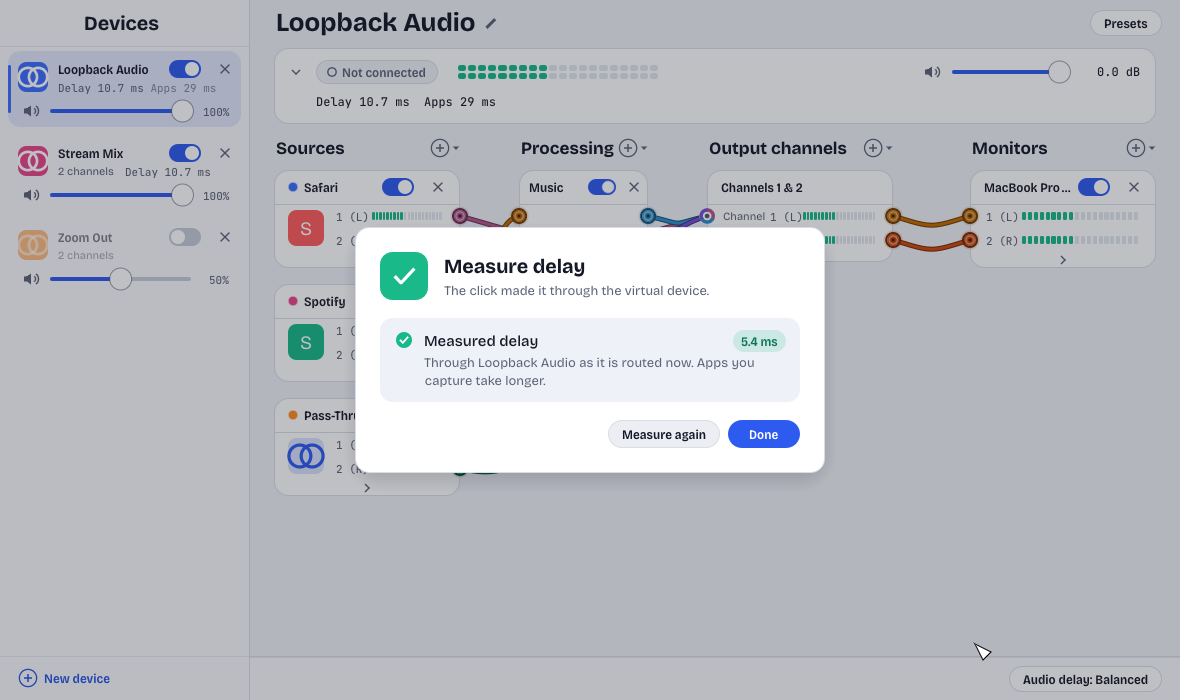 Devices
Loopback Audio
Presets
Loopback Audio
Delay 10.7 ms Apps 29 ms
100%
Not connected
0.0 dB
Delay 10.7 ms Apps 29 ms
Stream Mix
2 channels Delay 10.7 ms
100%
Zoom Out
2 channels
50%
Sources
Processing
Output channels
Monitors
Safari
Music
Channels 1 & 2
MacBook Pro ...
S
1 (L)
Channel 1 (L)
1 (L)
2 (R)
Spotify
S
1
2
Pass-Thru
1
2 (R)
Measure delay
The click made it through the virtual device.
Measured delay
5.4 ms
Through Loopback Audio as it is routed now. Apps you
capture take longer.
Measure again
Done
New device
Audio delay: Balanced